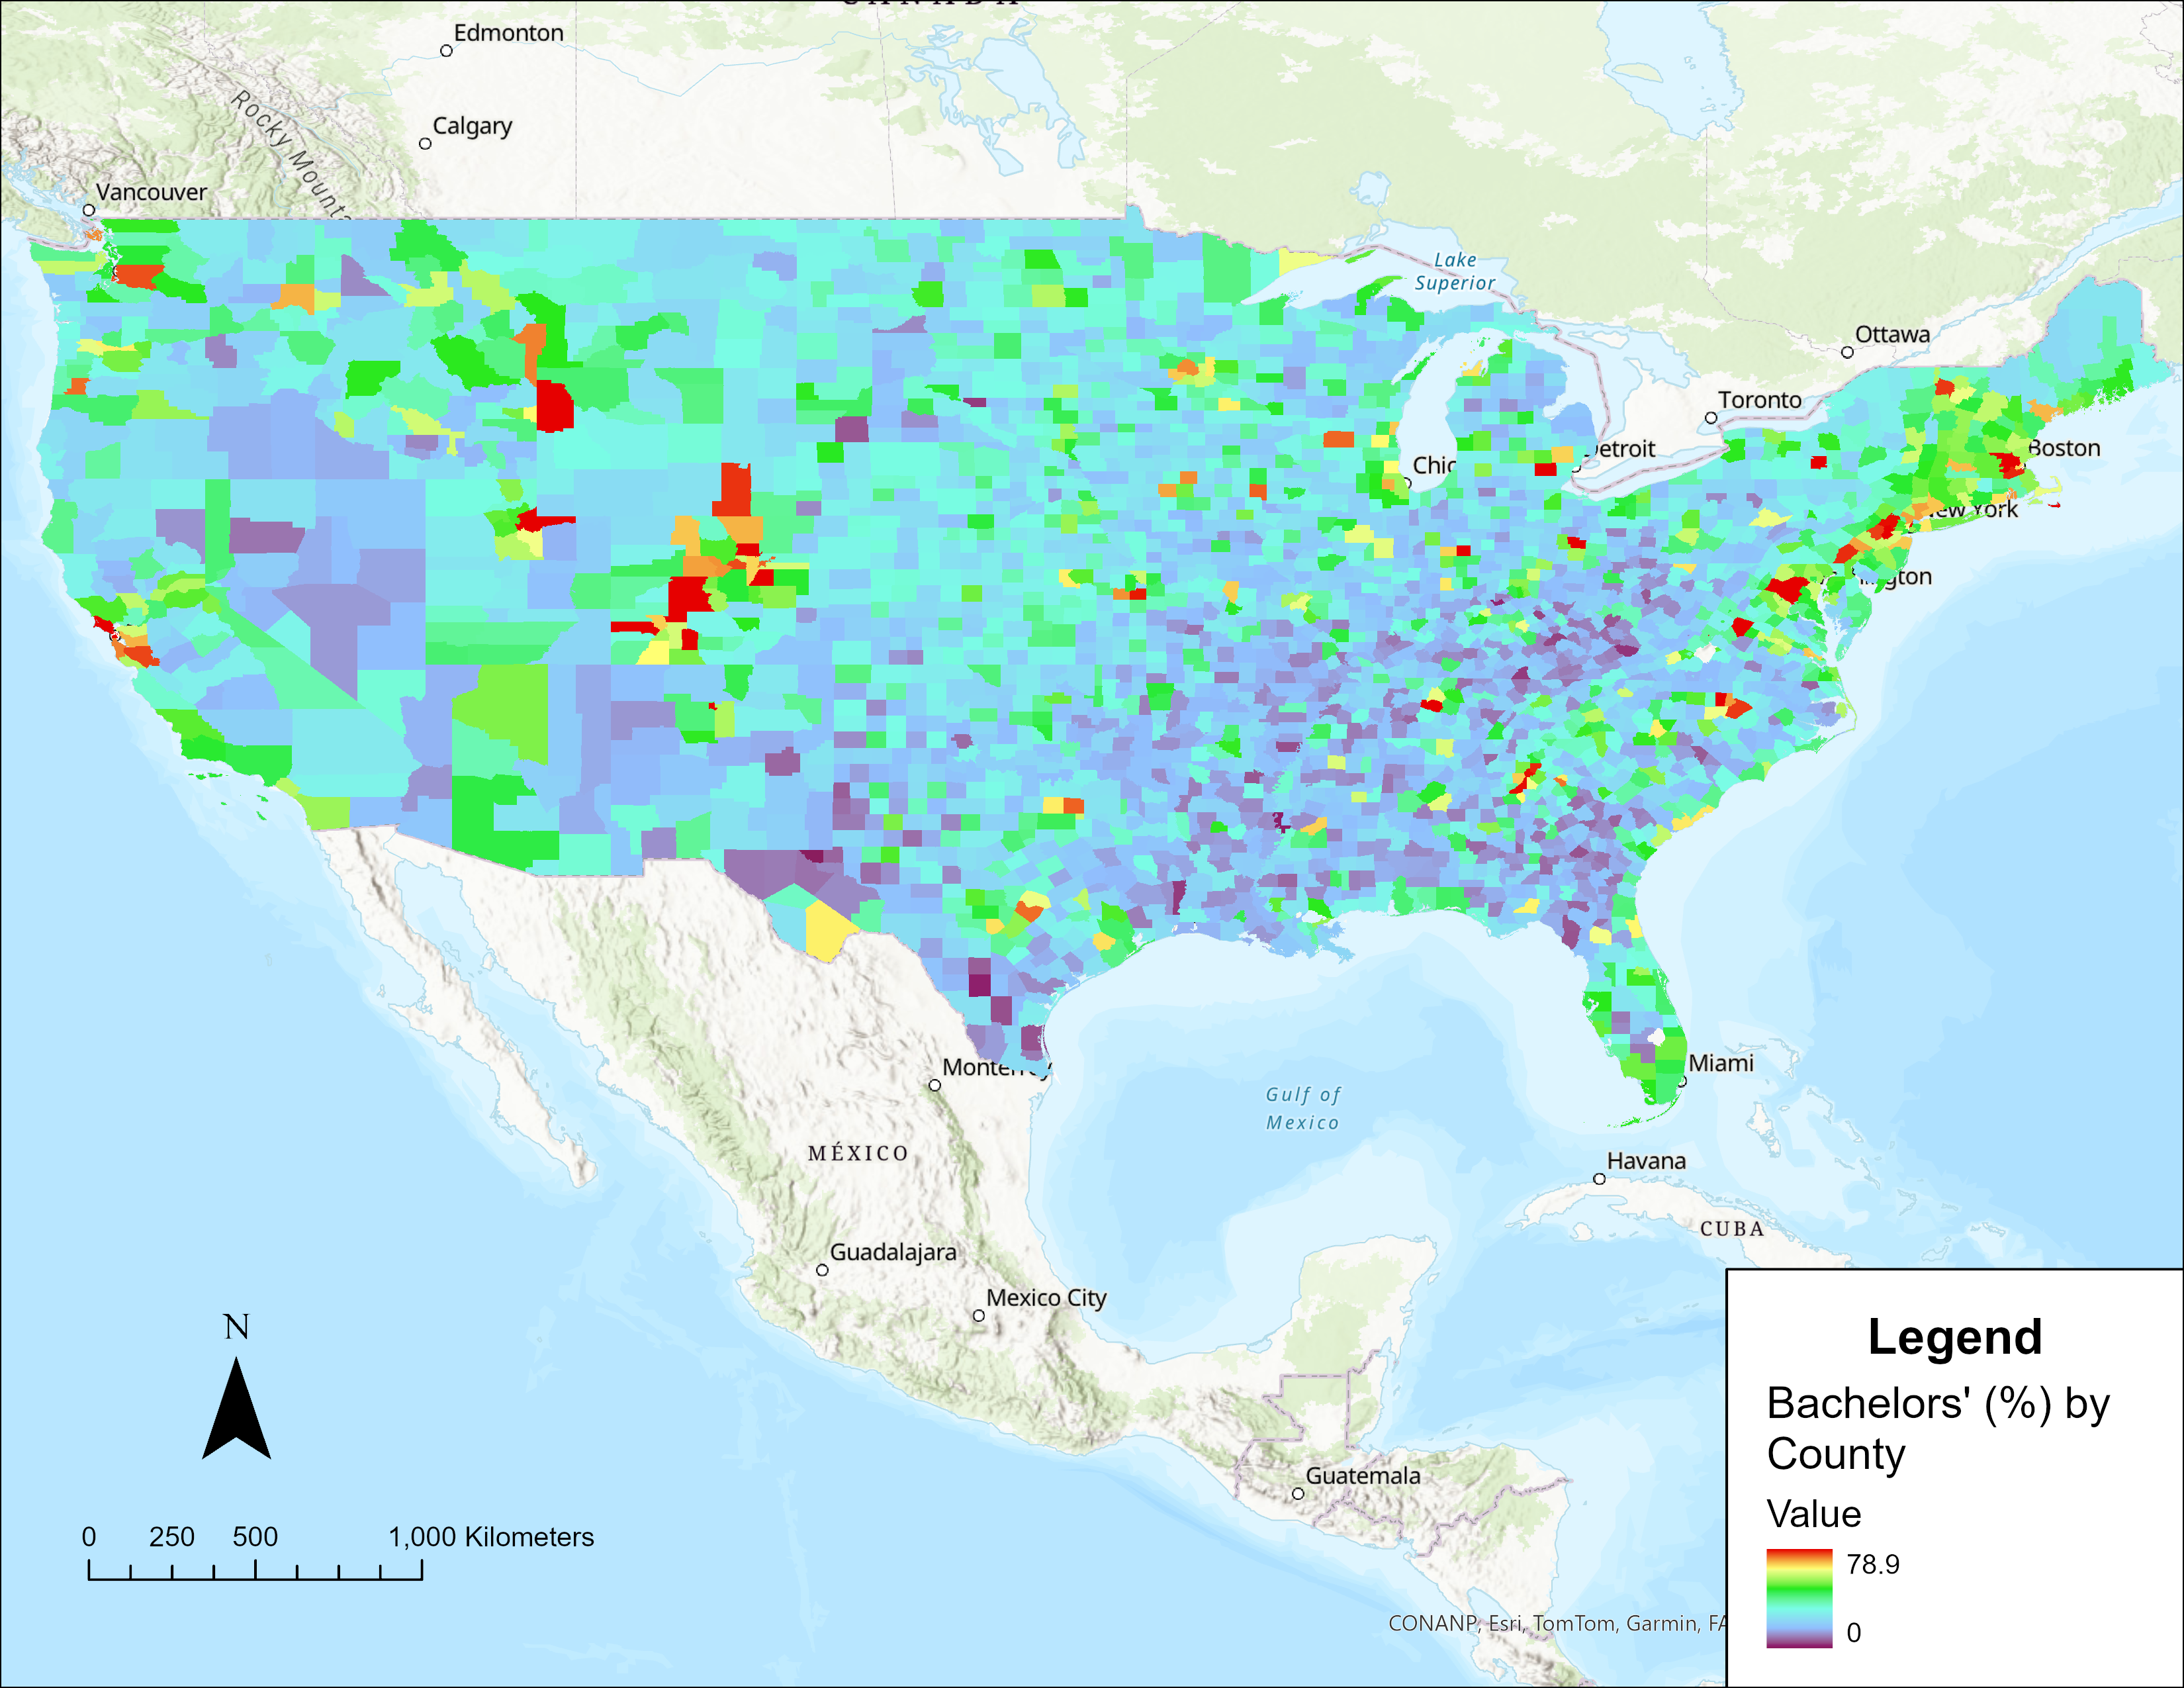 Edmonton
Calgary
Rocky Mounta
Vancouver
Lake
Superior
Ottawa
Toronto
Detroit
Boston
Chic
New York
Miami
Monterrey
Gulf of
Mexico
MÉXICO
Havana
CUBA
Guadalajara
Mexico City
Guatemala
N
0 250 500 1,000 Kilometers
CONANP, Esri, TomTom, Garmin, FA
Legend
Bachelors' (%) by
County
Value
78.9
0